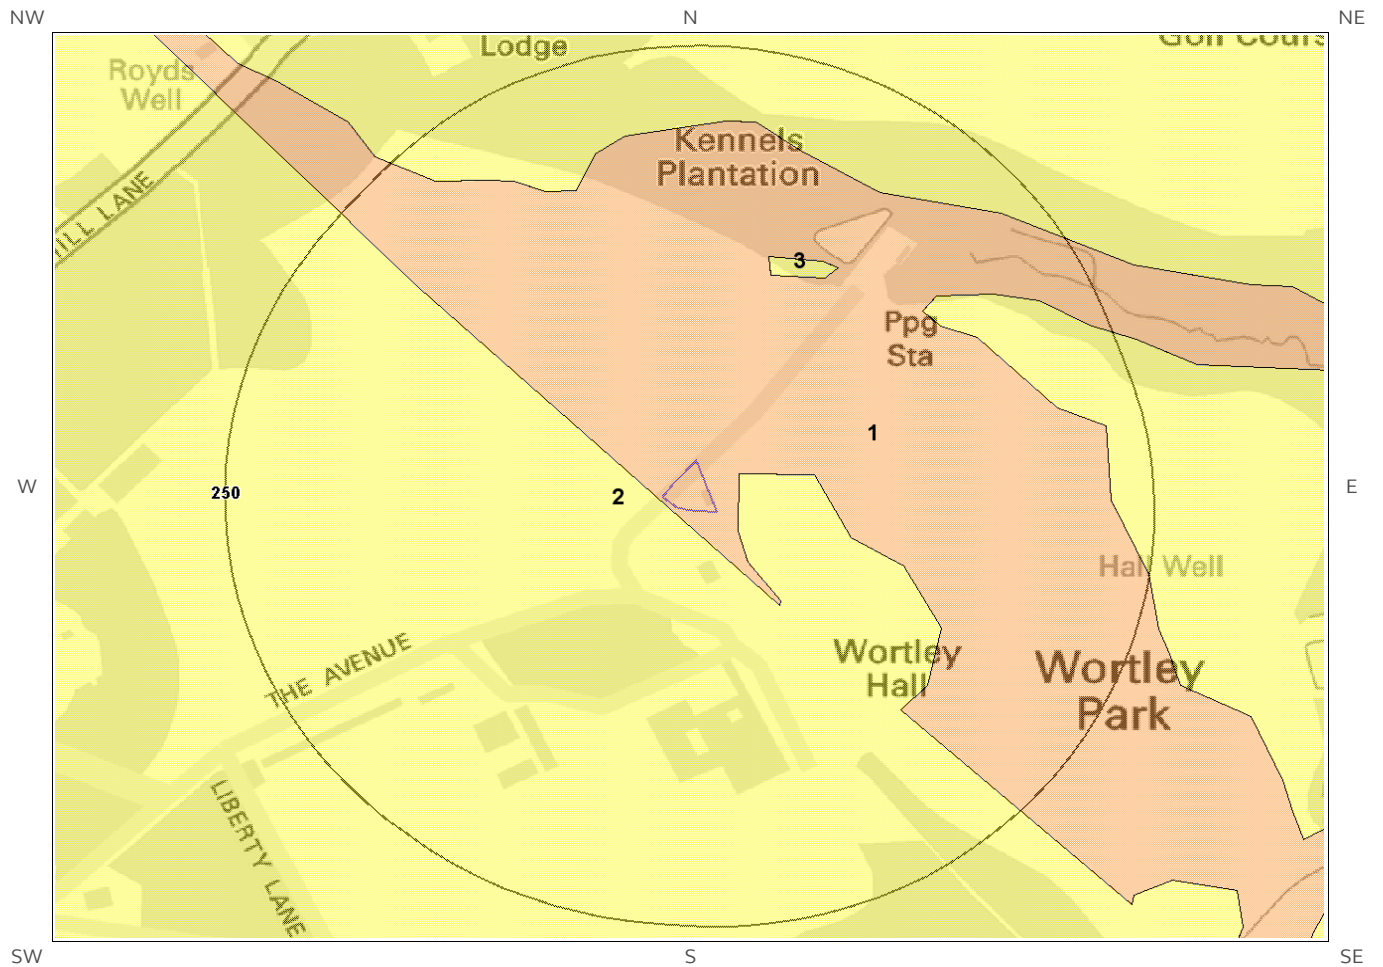 NW N NE
Lodge
Golf Cours
Royds
Well
Kennels
Plantation
HILL LANE
3
Ppg
Sta
1
W
250
2
E
Hall Well
Wortley
Hall
THE AVENUE
Wortley
Park
LIBERTY LANE
SW S SE